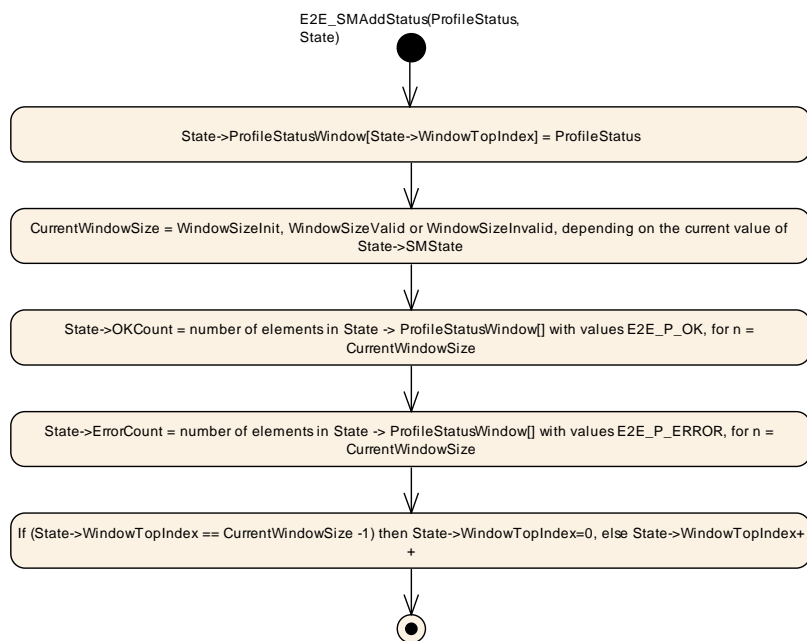 E2E_SMAddStatus(ProfileStatus,
State)
State->ProfileStatusWindow[State->WindowTopIndex] = ProfileStatus
CurrentWindowSize = WindowSizeInit, WindowSizeValid or WindowSizeInvalid, depending on the current value of
State->SMState
State->OKCount = number of elements in State -> ProfileStatusWindow[] with values E2E_P_OK, for n =
CurrentWindowSize
State->ErrorCount = number of elements in State -> ProfileStatusWindow[] with values E2E_P_ERROR, for n =
CurrentWindowSize
If (State->WindowTopIndex == CurrentWindowSize -1) then State->WindowTopIndex=0, else State->WindowTopIndex+
+